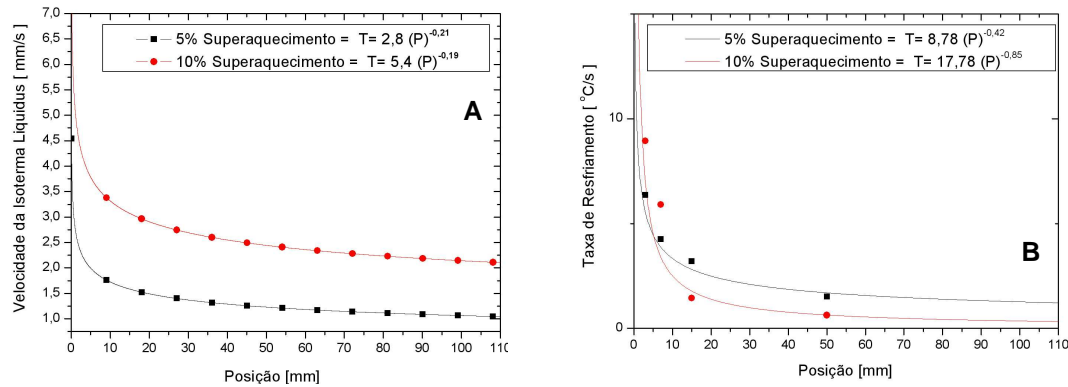 5% Superaquecimento = T= 2,8 (P)^-0,21
10% Superaquecimento = T= 5,4 (P)^-0,19
A
Velocidade da Isoterma Liquidus [ mm/s ]
7,0
6,5
6,0
5,5
5,0
4,5
4,0
3,5
3,0
2,5
2,0
1,5
1,0
0 10 20 30 40 50 60 70 80 90 100 110
Posição [mm]
5% Superaquecimento = T= 8,78 (P)^-0,42
10% Superaquecimento = T= 17,78 (P)^-0,85
B
Taxa de Resfriamento [ °C/s ]
10
0
0 10 20 30 40 50 60 70 80 90 100 110
Posição [mm]